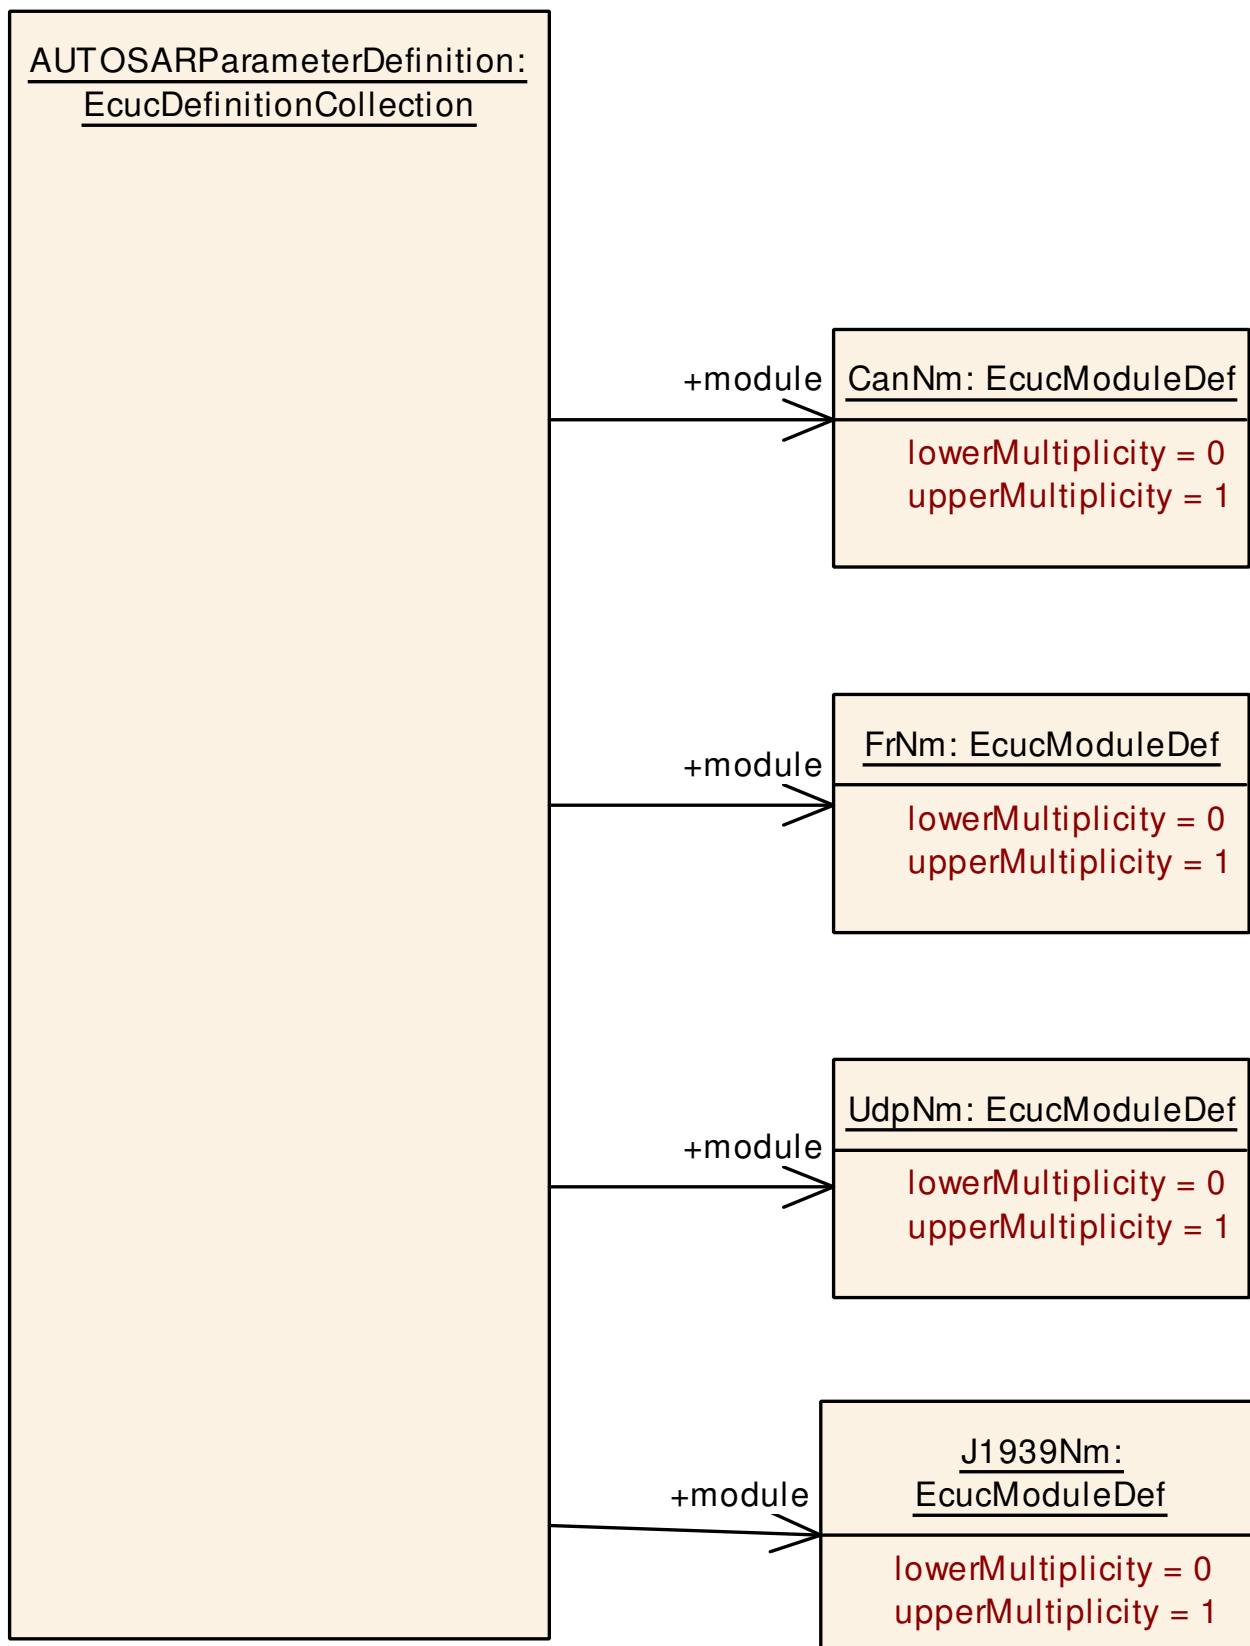 AUTOSARParameterDefinition:
EcucDefinitionCollection
+module
CanNm: EcucModuleDef
lowerMultiplicity = 0
upperMultiplicity = 1
+module
FrNm: EcucModuleDef
lowerMultiplicity = 0
upperMultiplicity = 1
+module
UdpNm: EcucModuleDef
lowerMultiplicity = 0
upperMultiplicity = 1
+module
J1939Nm:
EcucModuleDef
lowerMultiplicity = 0
upperMultiplicity = 1